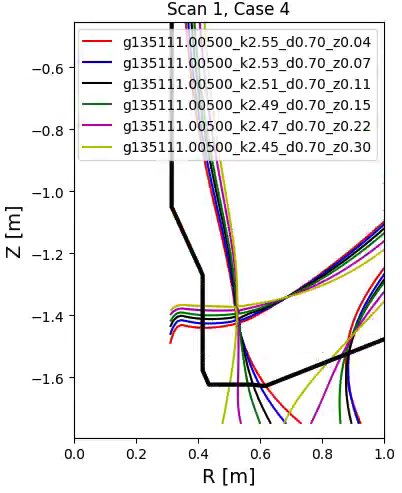 Scan 1, Case 4
g135111.00500_k2.55_d0.70_z0.04
g135111.00500_k2.53_d0.70_z0.07
g135111.00500_k2.51_d0.70_z0.11
g135111.00500_k2.49_d0.70_z0.15
g135111.00500_k2.47_d0.70_z0.22
g135111.00500_k2.45_d0.70_z0.30
Z [m]
−0.6
−0.8
−1.0
−1.2
−1.4
−1.6
0.0 0.2 0.4 0.6 0.8 1.0
R [m]